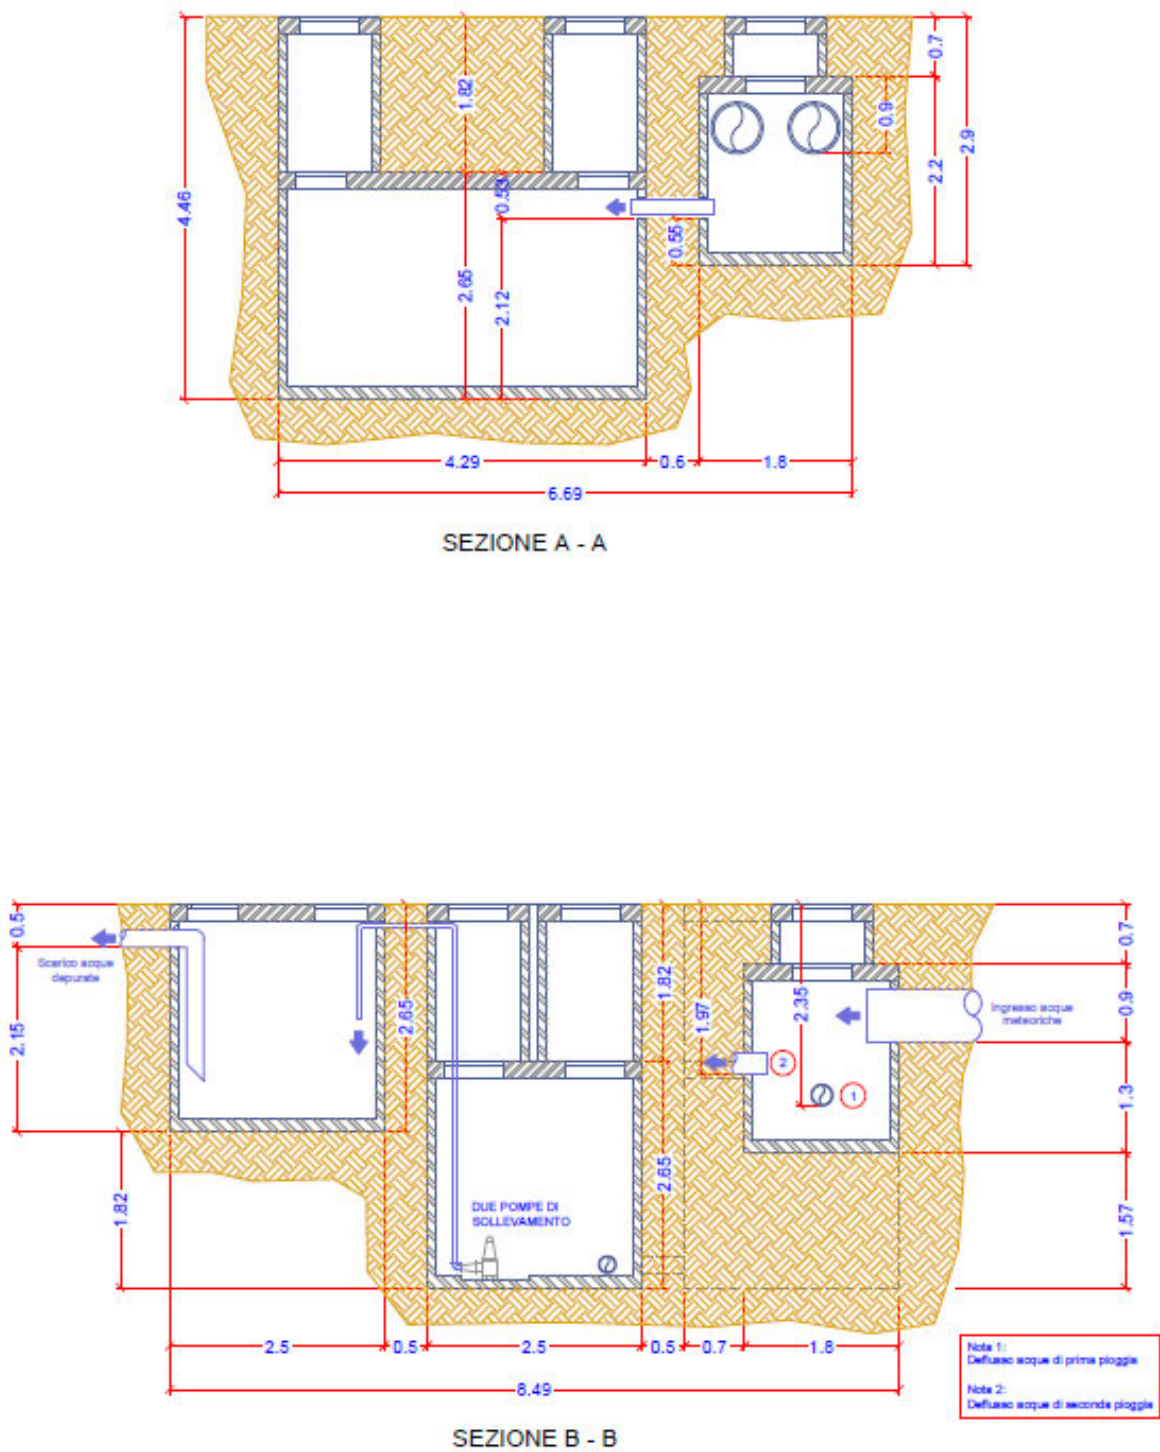 0.7
1.82
0.9
2.9
2.2
4.46
0.53
0.55
2.65
2.12
4.29
0.6
1.8
6.69
SEZIONE A - A
0.5
Scarico acque
depurate
2.15
2.65
1.82
1.97
2.35
0.7
Ingresso acque
meteoriche
0.9
2
1
1.3
1.82
DUE POMPE DI
SOLLEVAMENTO
2.65
1.57
2.5
0.5
2.5
0.5
0.7
1.8
8.49
Nota 1:
Deflusso acque di prima pioggia
Nota 2:
Deflusso acque di seconda pioggia
SEZIONE B - B